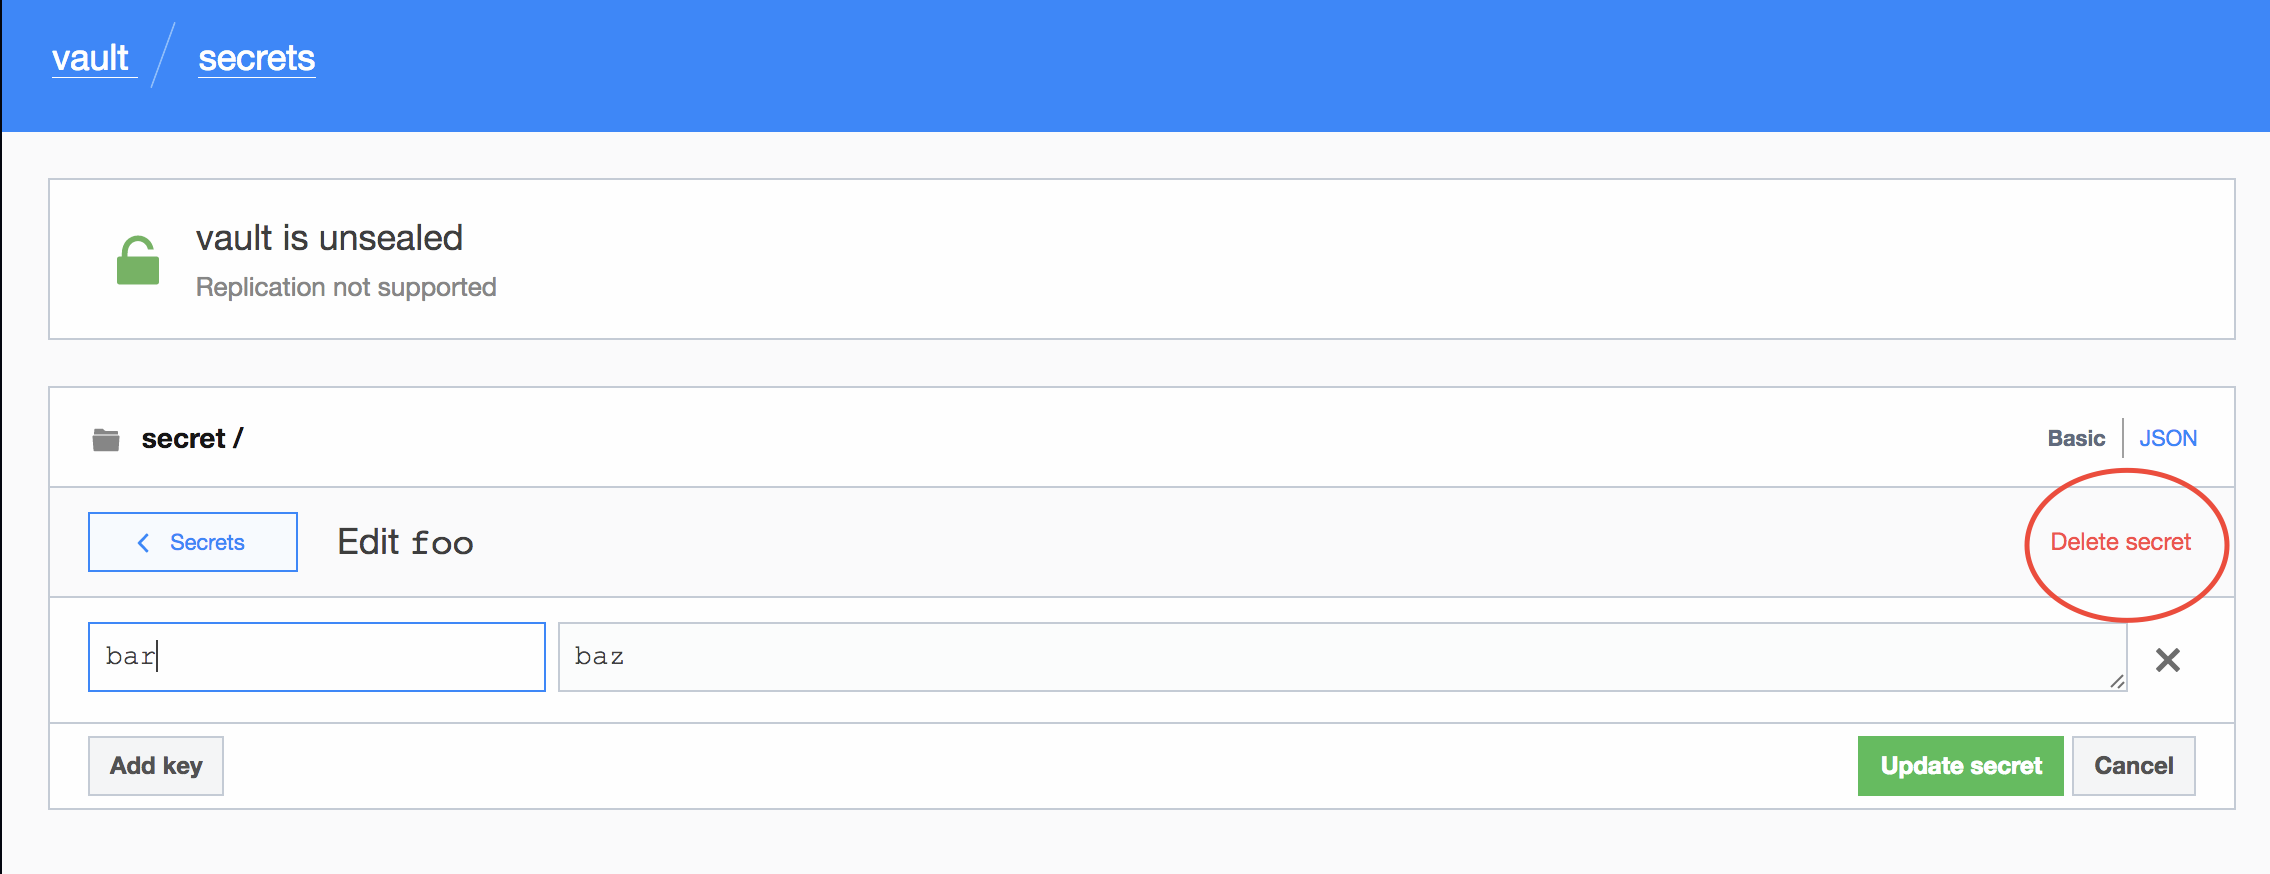 vault / secrets
vault is unsealed
Replication not supported
secret / Basic JSON
Secrets Edit foo Delete secret
bar baz
Add key Update secret Cancel